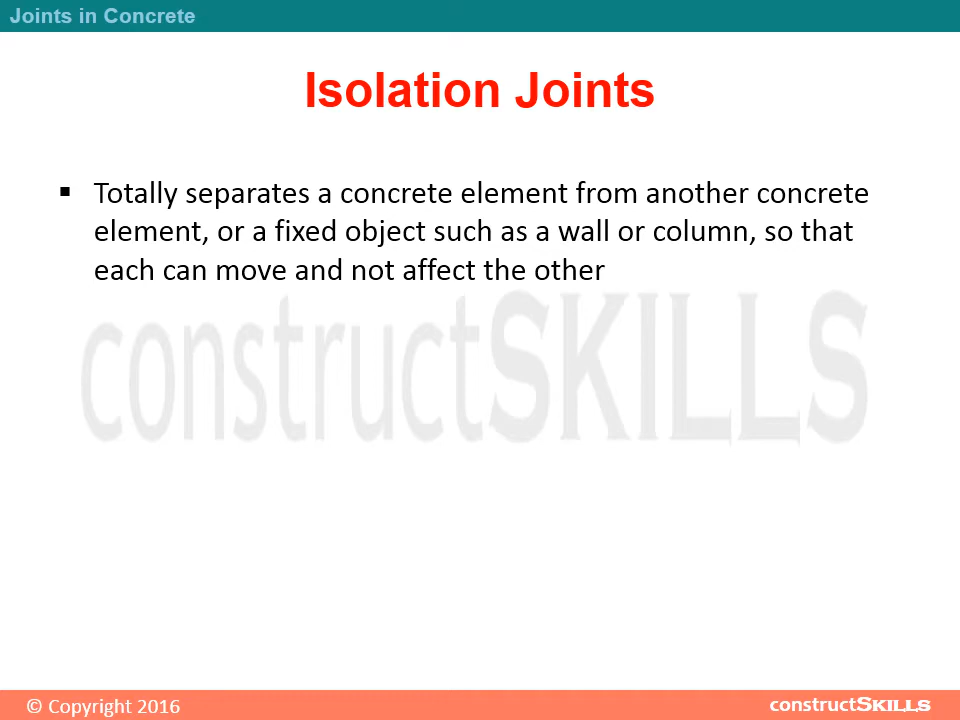 Joints in Concrete
Isolation Joints
▪ Totally separates a concrete element from another concrete
element, or a fixed object such as a wall or column, so that
each can move and not affect the other
constructSKILLS
© Copyright 2016
constructSKILLS